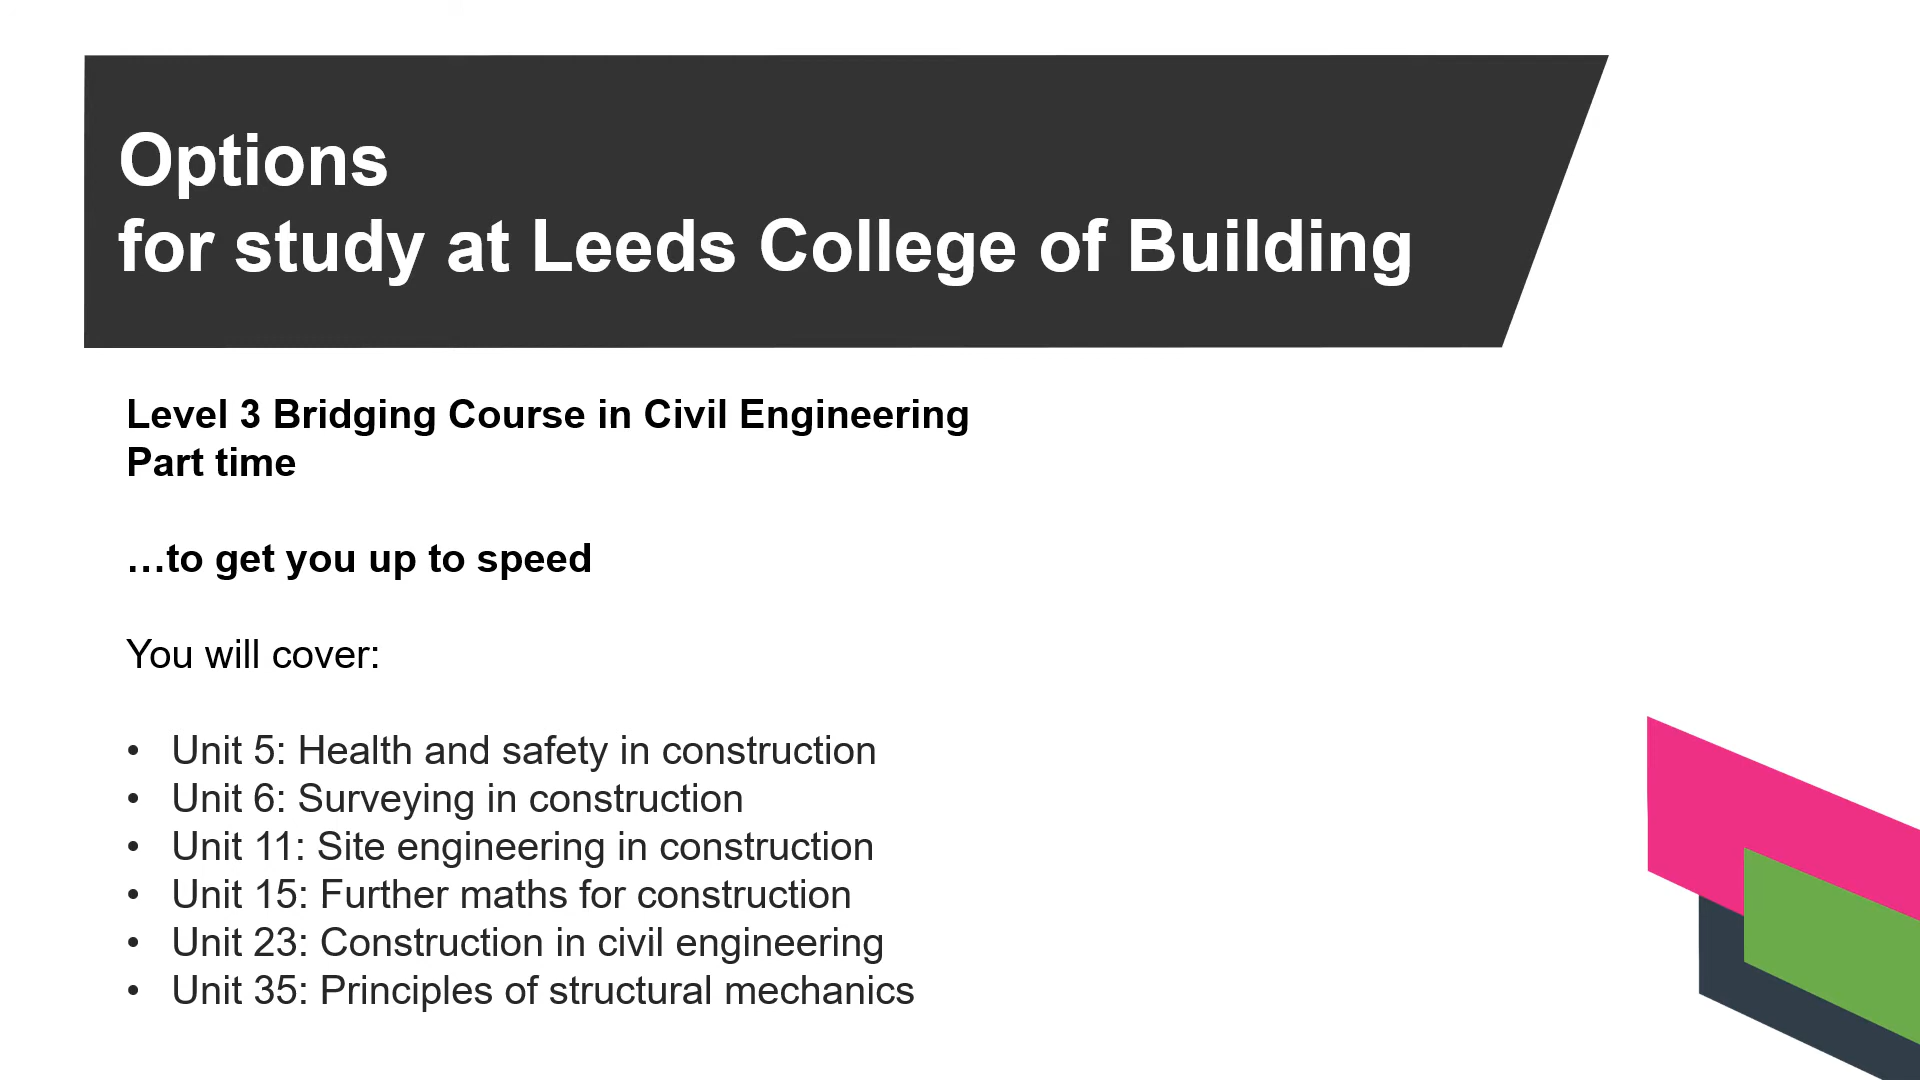 Options
for study at Leeds College of Building
Level 3 Bridging Course in Civil Engineering
Part time
…to get you up to speed
You will cover:
• Unit 5: Health and safety in construction
• Unit 6: Surveying in construction
• Unit 11: Site engineering in construction
• Unit 15: Further maths for construction
• Unit 23: Construction in civil engineering
• Unit 35: Principles of structural mechanics